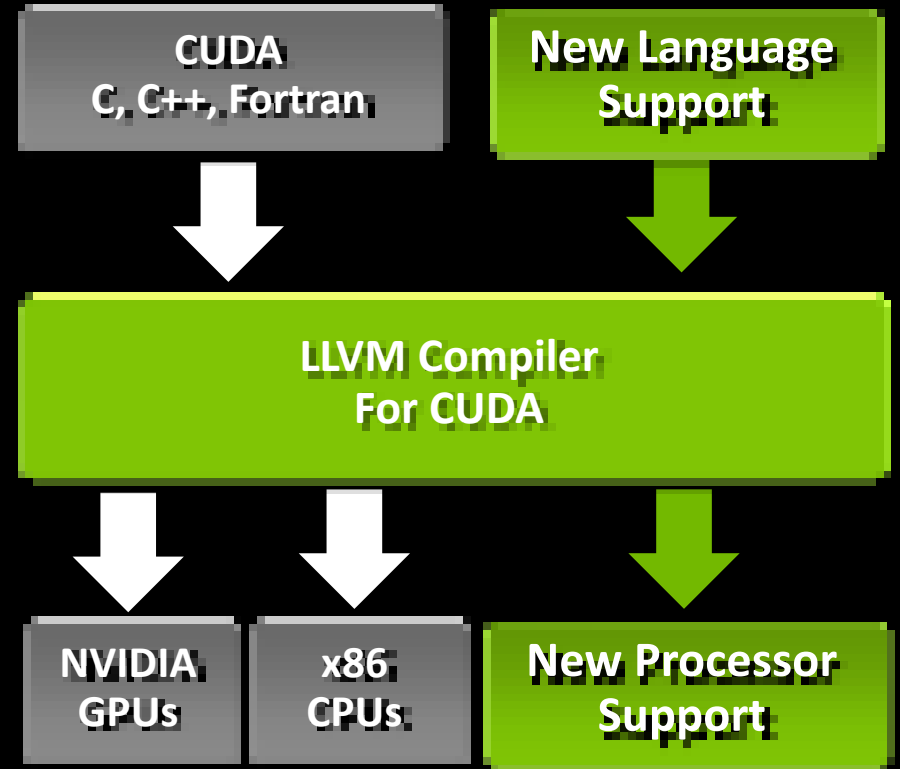 CUDA
C, C++, Fortran
New Language
Support
LLVM Compiler
For CUDA
NVIDIA
GPUs
x86
CPUs
New Processor
Support